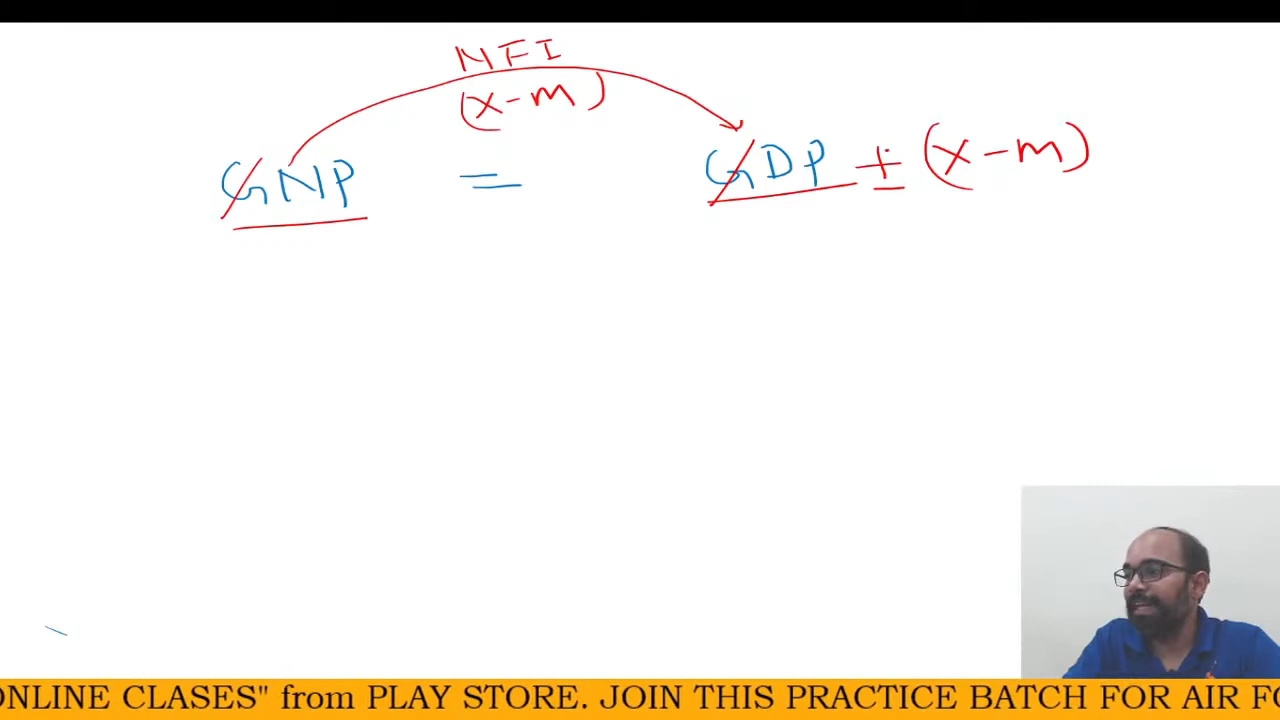 NFI
(x-m)
GNP = GDP ± (x-m)
ONLINE CLASES" from PLAY STORE. JOIN THIS PRACTICE BATCH FOR AIR FO